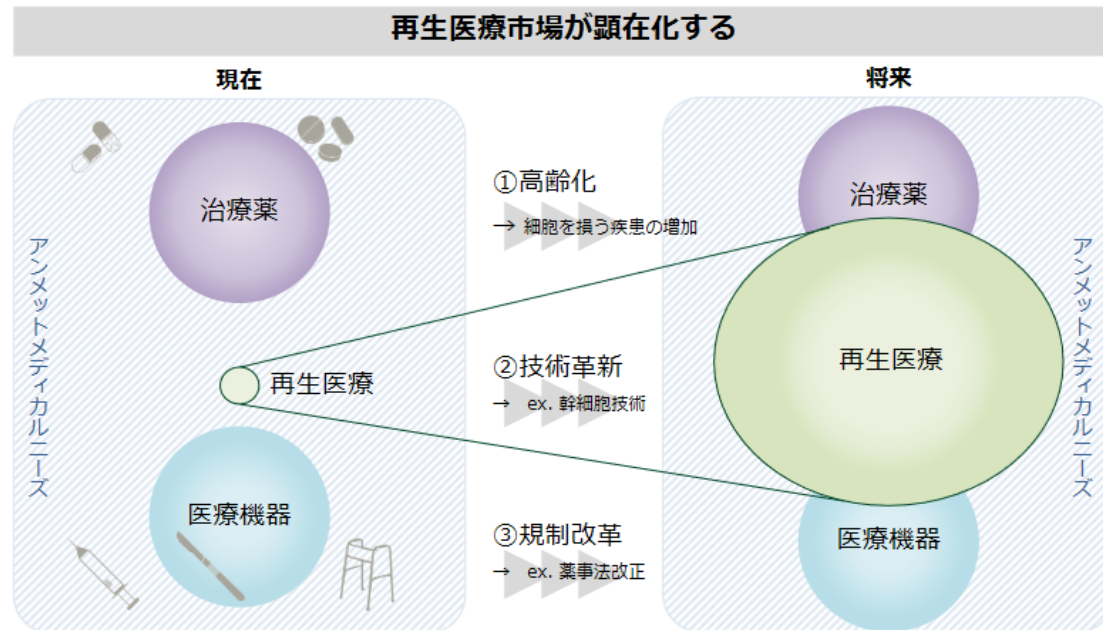 再生医療市場が顕在化する
現在
将来
アンメットメディカルニーズ
治療薬
再生医療
医療機器
①高齢化
→ 細胞を損う疾患の増加
②技術革新
→ ex. 幹細胞技術
③規制改革
→ ex. 薬事法改正
治療薬
再生医療
医療機器
アンメットメディカルニーズ